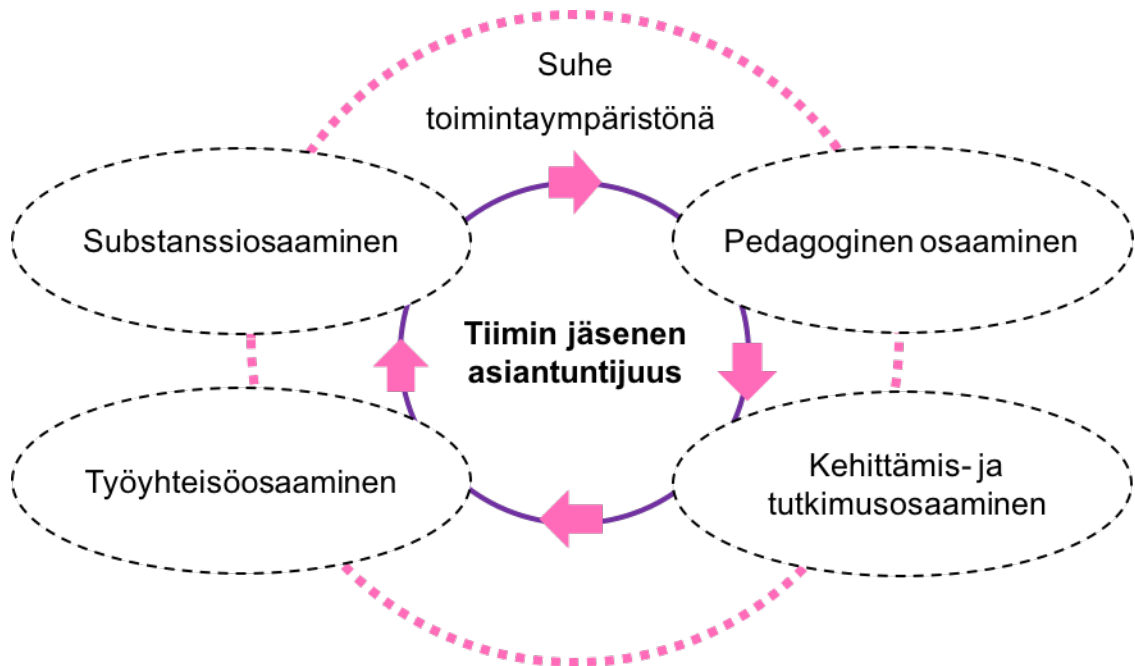 Suhe
toimintaympäristönä
Substanssiosaaminen
Pedagoginen osaaminen
Tiimin jäsenen
asiantuntijuus
Työyhteisöosaaminen
Kehittämis- ja
tutkimusosaaminen